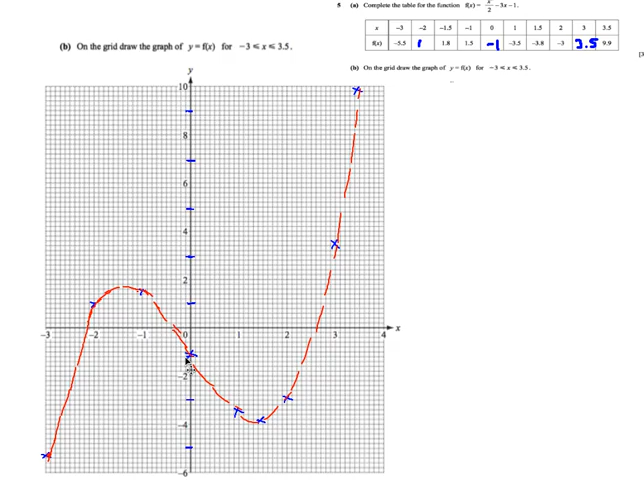 5 (a) Complete the table for the function f(x) = x³/2 − 3x − 1.
x −3 −2 −1.5 −1 0 1 1.5 2 3 3.5
f(x) −5.5 1 1.8 1.5 −1 −3.5 −3.8 −3 3.5 9.9
[3
(b) On the grid draw the graph of y = f(x) for −3 ⩽ x ⩽ 3.5.
(b) On the grid draw the graph of y = f(x) for −3 ⩽ x ⩽ 3.5.
y
10
8
6
4
2
−3 −2 −1 0 1 2 3 4 x
−2
−4
−6